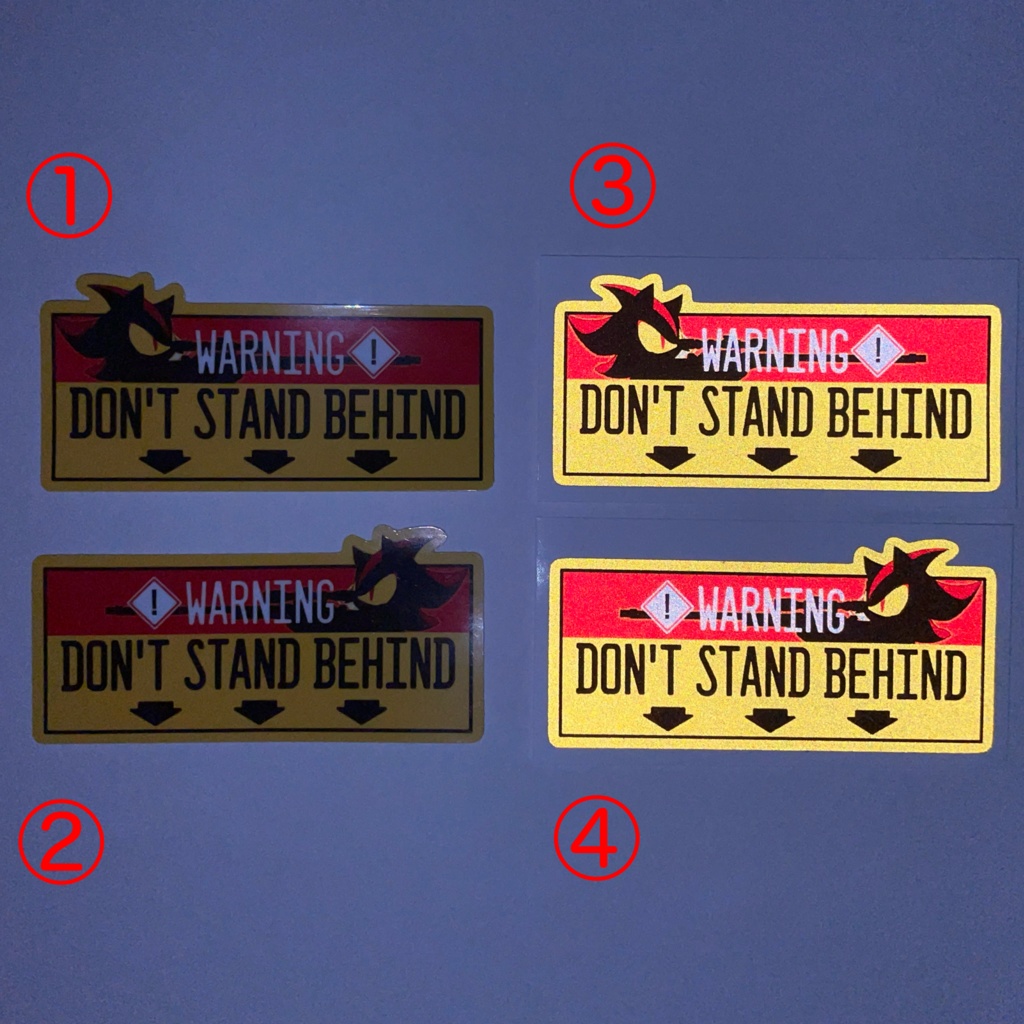 ①
WARNING !
DON'T STAND BEHIND
③
WARNING !
DON'T STAND BEHIND
! WARNING
DON'T STAND BEHIND
②
! WARNING
DON'T STAND BEHIND
④